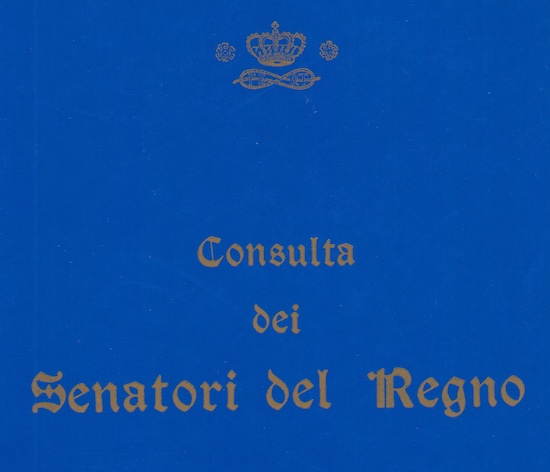 Consulta
dei
Senatori del Regno